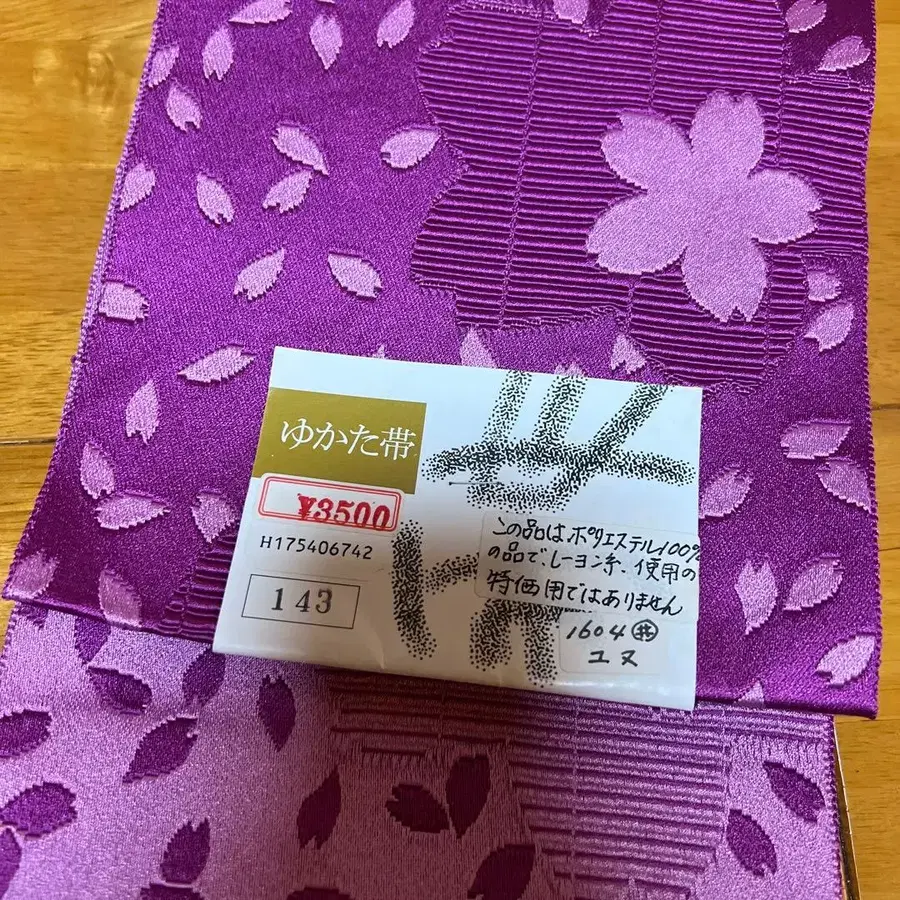 ゆかた帯
¥3500
H175406742
143
この品はポリエステル100%
の品で、レーヨン糸、使用の
特価用ではありません
1604 ㊓
ユヌ